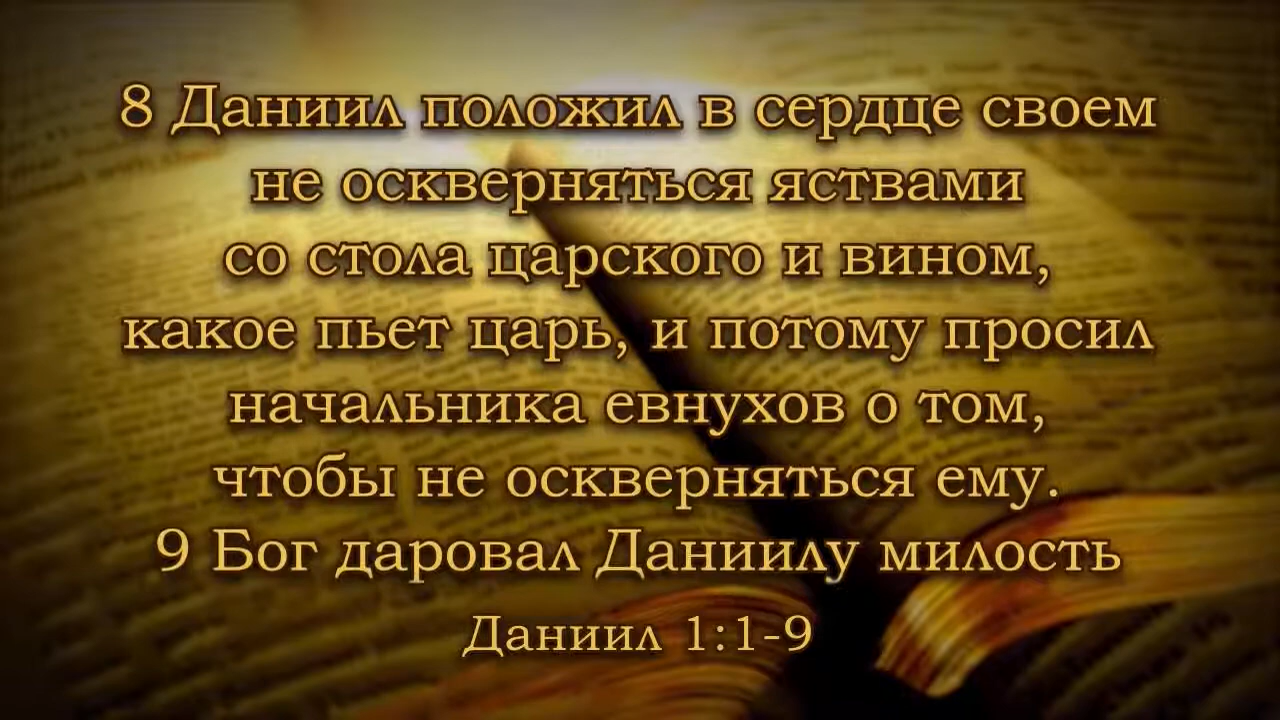 8 Даниил положил в сердце своем
не оскверняться яствами
со стола царского и вином,
какое пьет царь, и потому просил
начальника евнухов о том,
чтобы не оскверняться ему.
9 Бог даровал Даниилу милость
Даниил 1:1-9